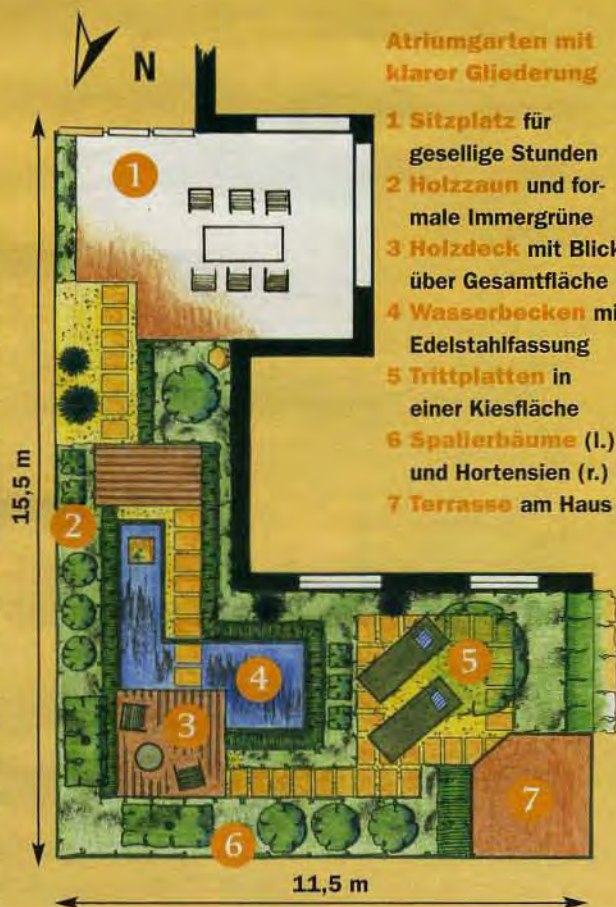 N
Atriumgarten mit
klarer Gliederung
1 Sitzplatz für
gesellige Stunden
2 Holzzaun und for-
male Immergrüne
3 Holzdeck mit Blick
über Gesamtfläche
4 Wasserbecken mi
Edelstahlfassung
5 Trittplatten in
einer Kiesfläche
6 Spalierbäume (l.)
und Hortensien (r.)
7 Terrasse am Haus
1
2
3
4
5
6
7
15,5 m
11,5 m